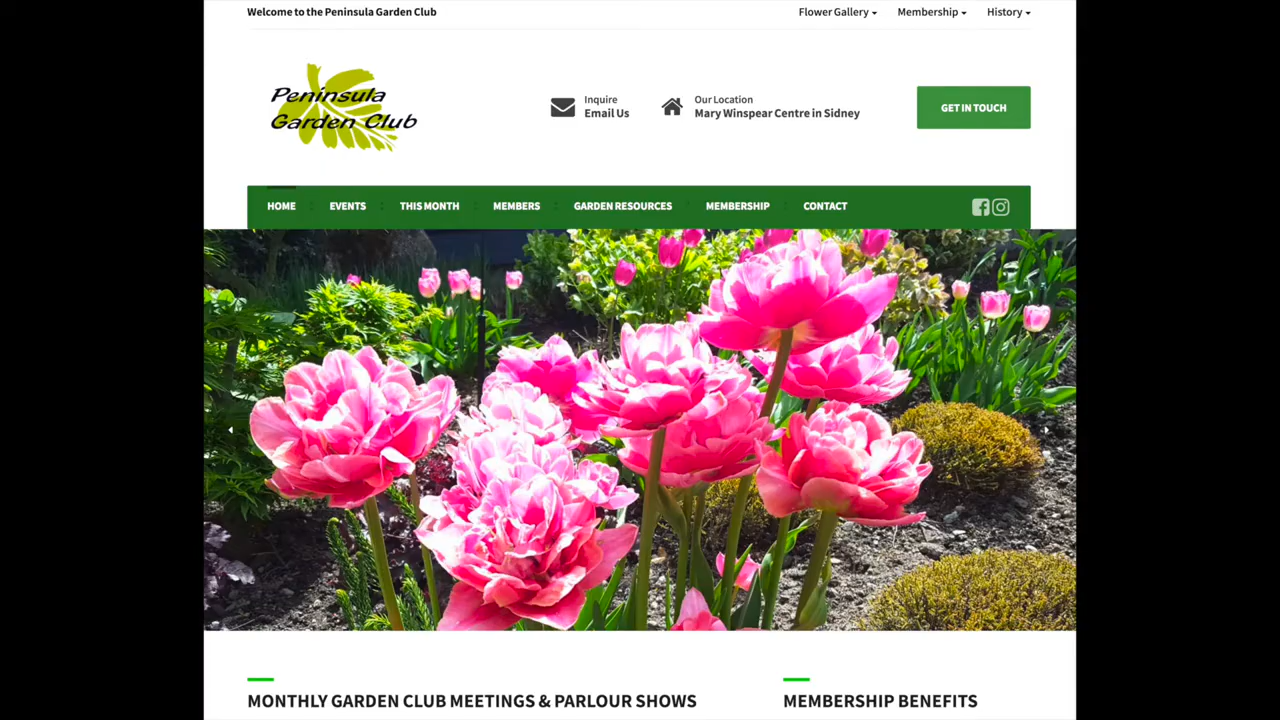 Welcome to the Peninsula Garden Club
Flower Gallery
Membership
History
Peninsula
Garden Club
Inquire
Email Us
Our Location
Mary Winspear Centre in Sidney
GET IN TOUCH
HOME
EVENTS
THIS MONTH
MEMBERS
GARDEN RESOURCES
MEMBERSHIP
CONTACT
MONTHLY GARDEN CLUB MEETINGS & PARLOUR SHOWS
MEMBERSHIP BENEFITS